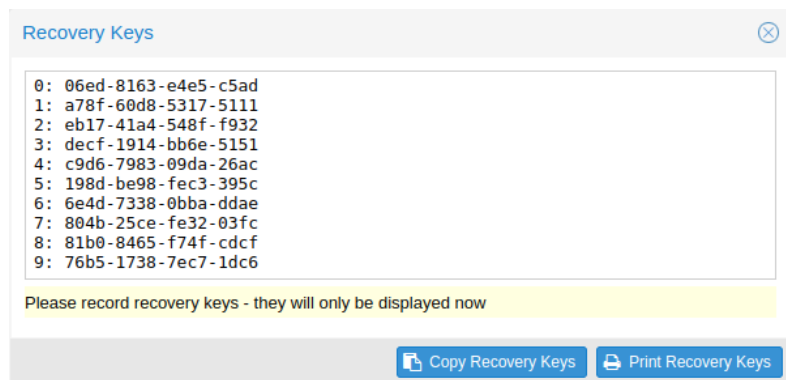 Recovery Keys
0: 06ed-8163-e4e5-c5ad
1: a78f-60d8-5317-5111
2: eb17-41a4-548f-f932
3: decf-1914-bb6e-5151
4: c9d6-7983-09da-26ac
5: 198d-be98-fec3-395c
6: 6e4d-7338-0bba-ddae
7: 804b-25ce-fe32-03fc
8: 81b0-8465-f74f-cdcf
9: 76b5-1738-7ec7-1dc6
Please record recovery keys - they will only be displayed now
Copy Recovery Keys
Print Recovery Keys